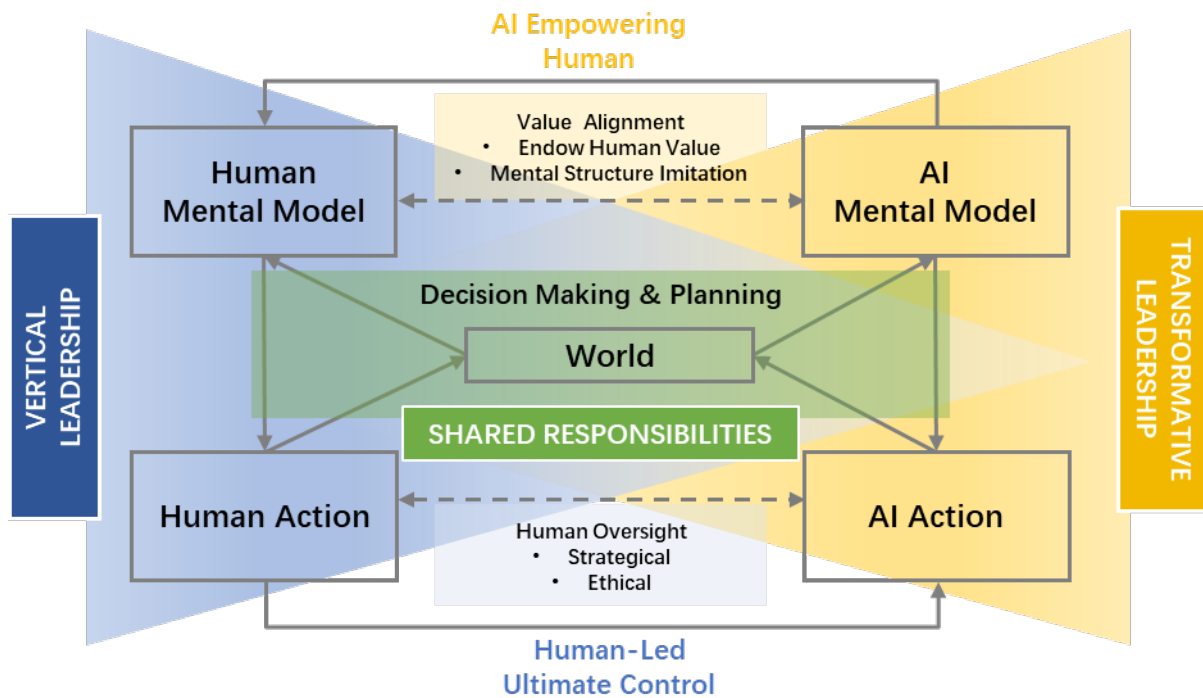 AI Empowering
Human
Value Alignment
• Endow Human Value
• Mental Structure Imitation
Human
Mental Model
AI
Mental Model
VERTICAL
LEADERSHIP
TRANSFORMATIVE
LEADERSHIP
Decision Making & Planning
World
SHARED RESPONSIBILITIES
Human Action
AI Action
Human Oversight
• Strategical
• Ethical
Human-Led
Ultimate Control